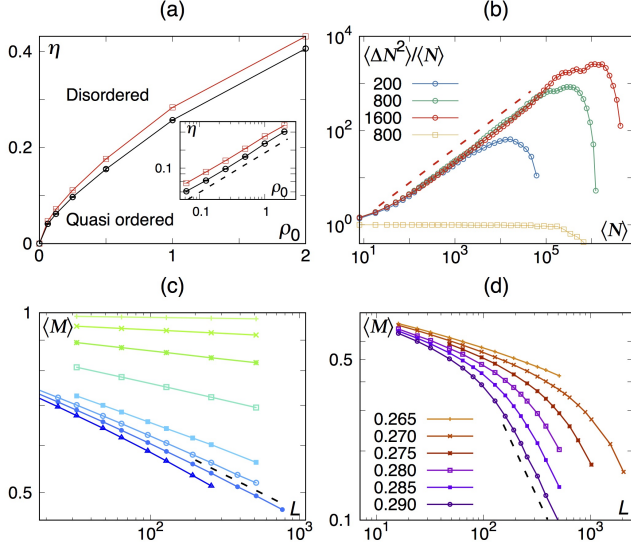 (a)
η
0.4
Disordered
0.2
η
0.1
ρ0
0.1
1
Quasi ordered
0
ρ0
0
1
2
(b)
⟨ΔN²⟩/⟨N⟩
10⁴
200
800
1600
800
10²
10⁰
⟨N⟩
10¹
10³
10⁵
(c)
1
⟨M⟩
0.5
L
10²
10³
(d)
⟨M⟩
0.5
0.265
0.270
0.275
0.280
0.285
0.290
0.1
L
10¹
10²
10³